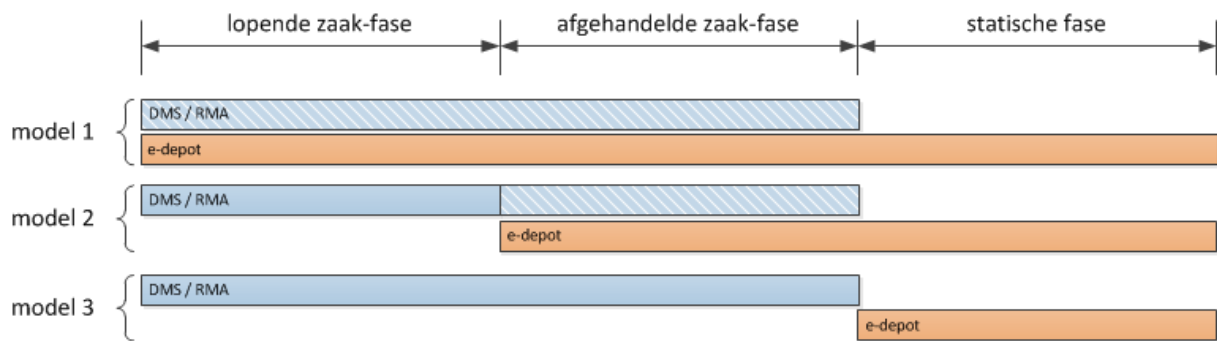 lopende zaak-fase afgehandelde zaak-fase statische fase
DMS / RMA
model 1
e-depot
DMS / RMA
model 2
e-depot
DMS / RMA
model 3
e-depot